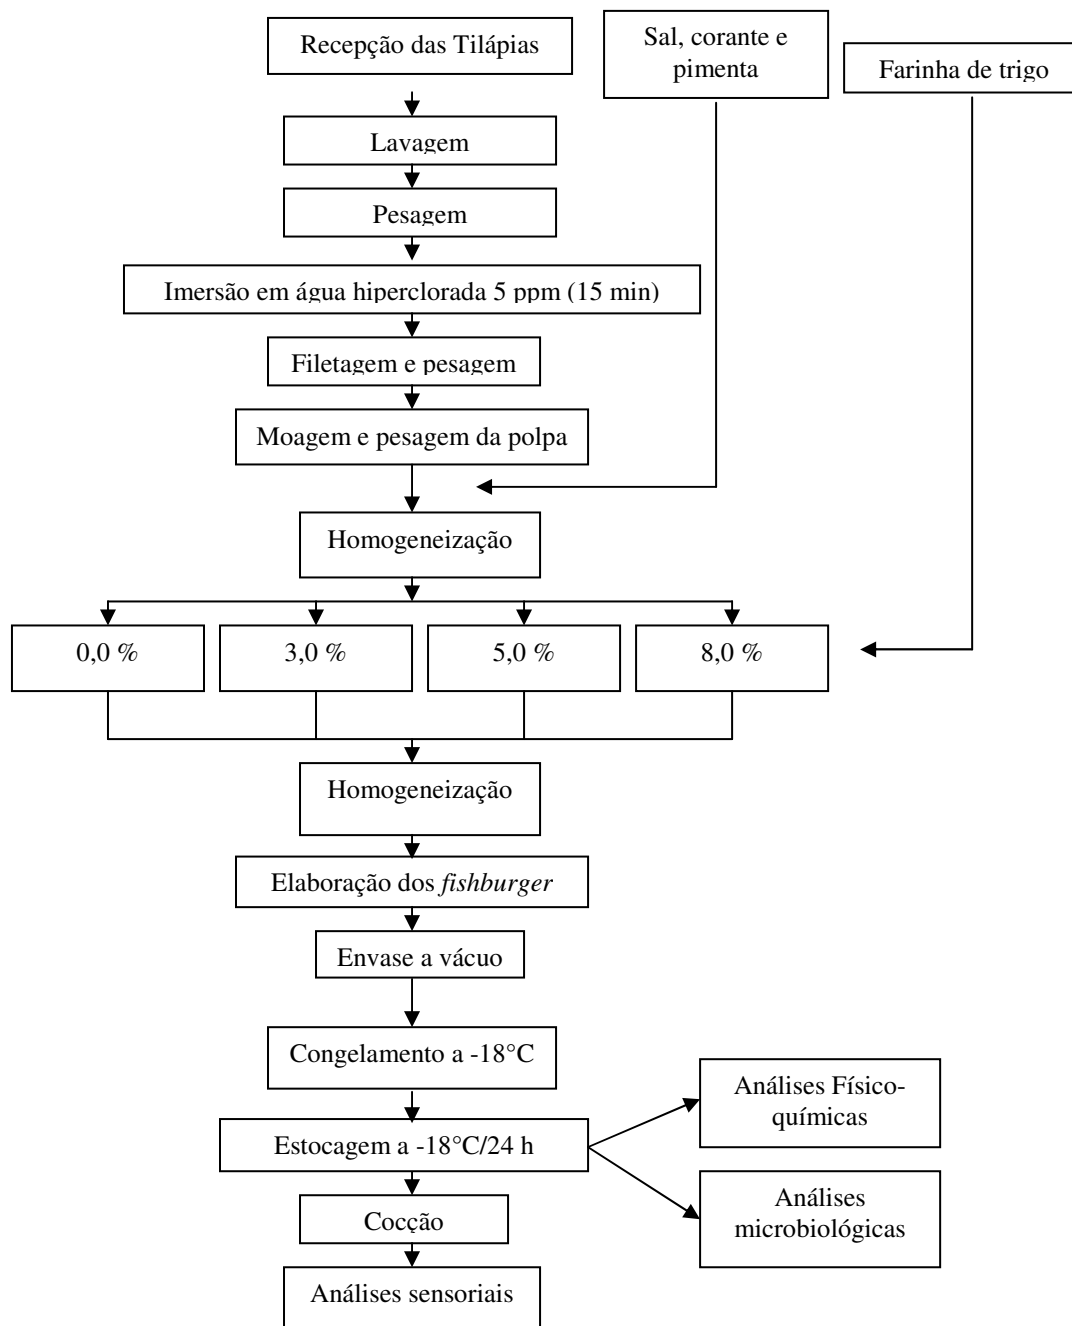 Recepção das Tilápias
Sal, corante e
pimenta
Farinha de trigo
Lavagem
Pesagem
Imersão em água hiperclorada 5 ppm (15 min)
Filetagem e pesagem
Moagem e pesagem da polpa
Homogeneização
0,0 %
3,0 %
5,0 %
8,0 %
Homogeneização
Elaboração dos fishburger
Envase a vácuo
Congelamento a -18°C
Estocagem a -18°C/24 h
Análises Físico-
químicas
Análises
microbiológicas
Cocção
Análises sensoriais